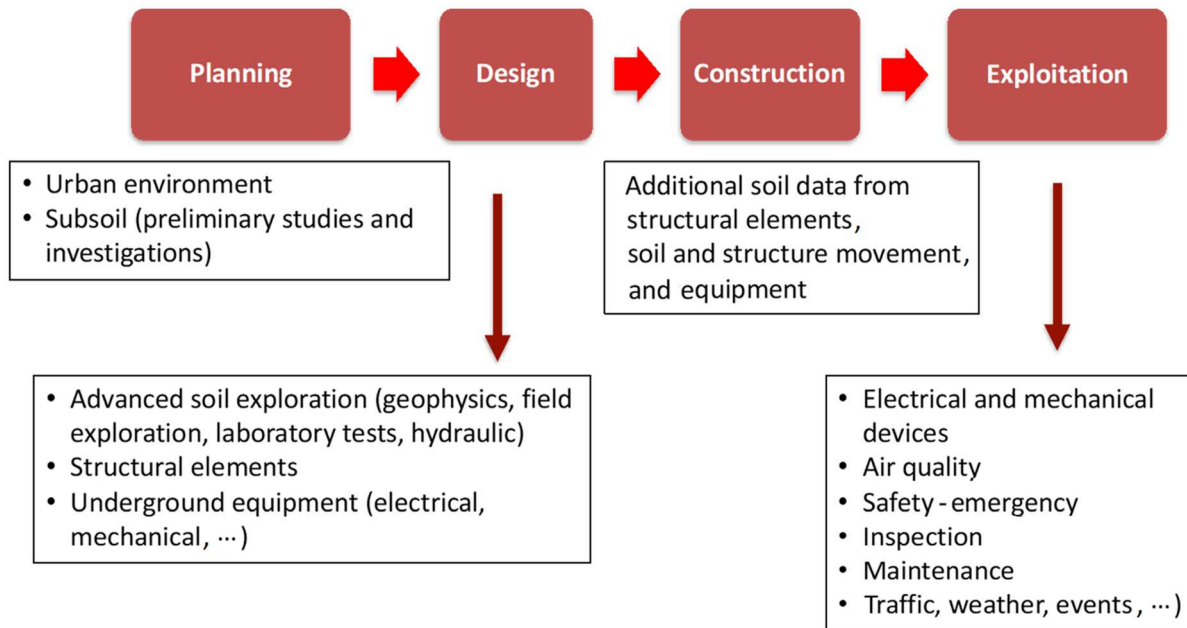 Planning
Design
Construction
Exploitation
• Urban environment
• Subsoil (preliminary studies and
investigations)
Additional soil data from
structural elements,
soil and structure movement,
and equipment
• Advanced soil exploration (geophysics, field
exploration, laboratory tests, hydraulic)
• Structural elements
• Underground equipment (electrical,
mechanical, ···)
• Electrical and mechanical
devices
• Air quality
• Safety - emergency
• Inspection
• Maintenance
• Traffic, weather, events , ···)